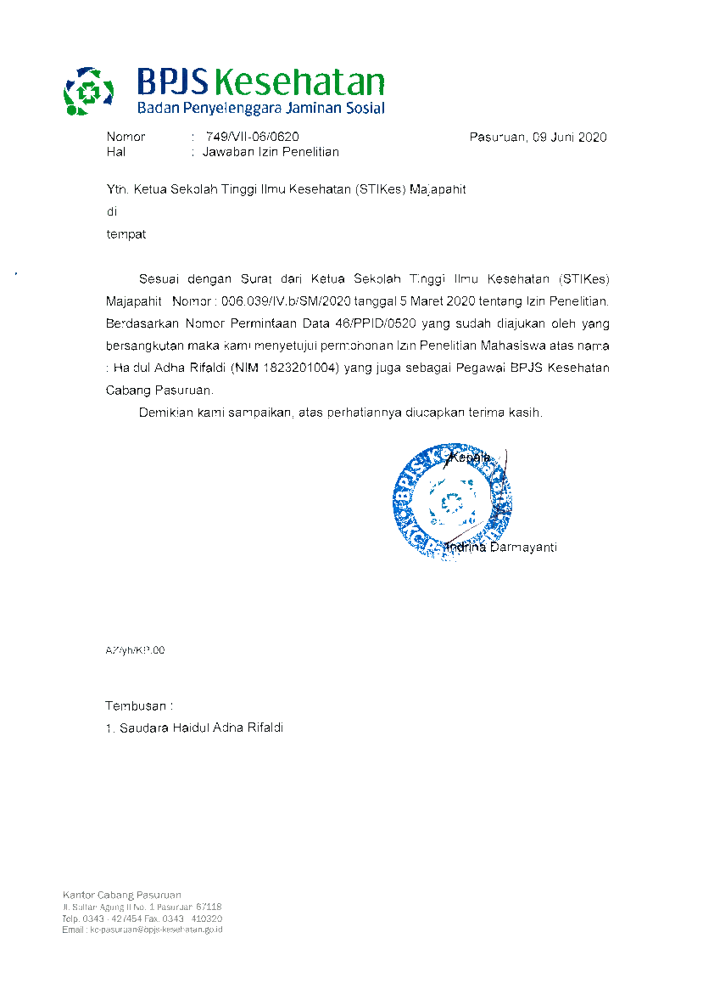 BPJS Kesehatan
Badan Penyelenggara Jaminan Sosial
Nomor : 749/VII-06/0620 Pasuruan, 09 Juni 2020
Hal : Jawaban Izin Penelitian
Yth. Ketua Sekolah Tinggi Ilmu Kesehatan (STIKes) Majapahit
di
tempat
Sesuai dengan Surat dari Ketua Sekolah Tinggi Ilmu Kesehatan (STIKes)
Majapahit Nomor : 006.039/IV.b/SM/2020 tanggal 5 Maret 2020 tentang Izin Penelitian.
Berdasarkan Nomor Permintaan Data 46/PPID/0520 yang sudah diajukan oleh yang
bersangkutan maka kami menyetujui permohonan Izin Penelitian Mahasiswa atas nama
: Haidul Adha Rifaldi (NIM 1823201004) yang juga sebagai Pegawai BPJS Kesehatan
Cabang Pasuruan.
Demikian kami sampaikan, atas perhatiannya diucapkan terima kasih.
Kepala
BPJS Kesehatan
Indrina Darmayanti
AZ/yh/KP.00
Tembusan :
1. Saudara Haidul Adha Rifaldi
Kantor Cabang Pasuruan
Jl. Sultan Agung II No. 1 Pasuruan 67118
Telp. 0343 - 427454 Fax. 0343 - 410320
Email : kc-pasuruan@bpjs-kesehatan.go.id